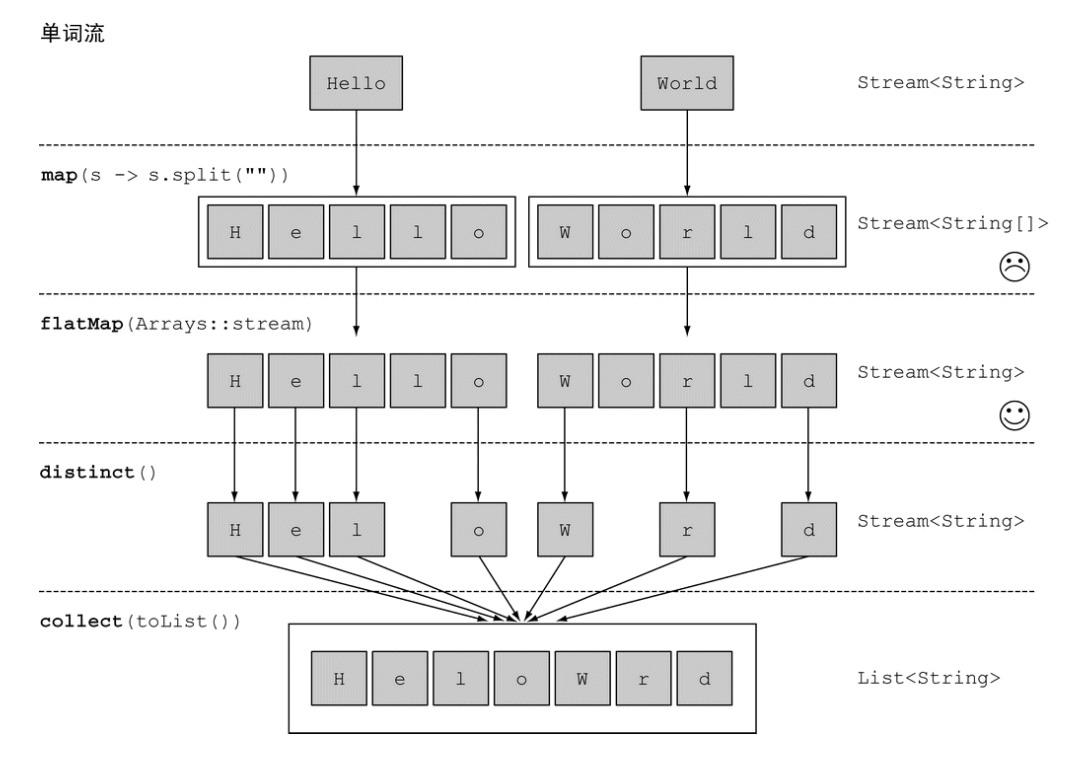 单词流
Hello World Stream<String>
map(s -> s.split(""))
H e l l o W o r l d Stream<String[]>
flatMap(Arrays::stream)
H e l l o W o r l d Stream<String>
distinct()
H e l o W r d Stream<String>
collect(toList())
H e l o W r d List<String>